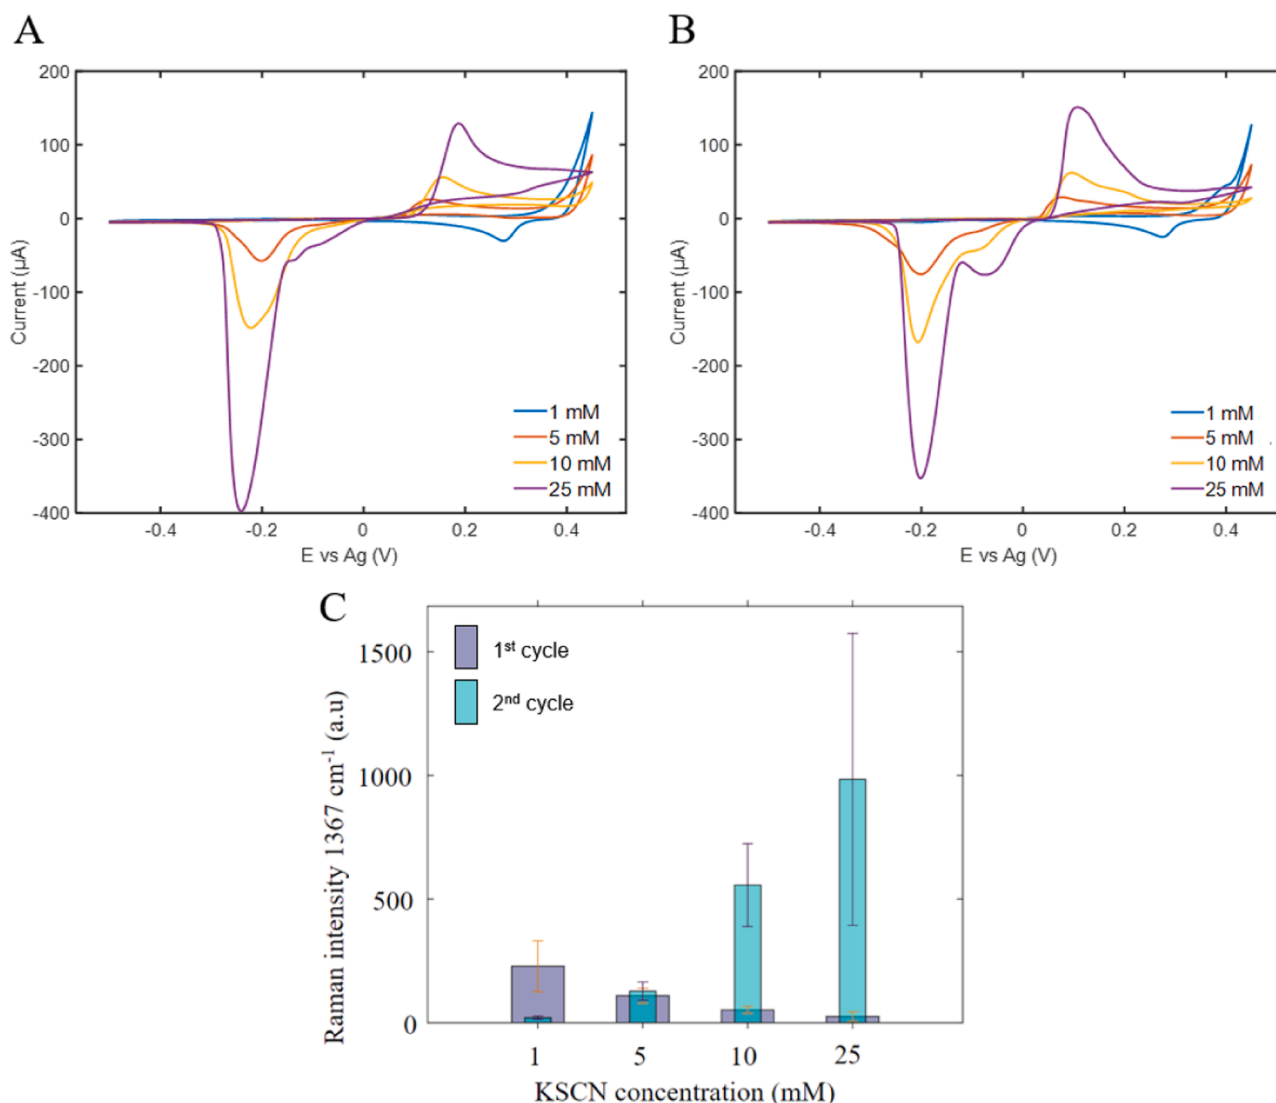 A
200
100
0
-100
-200
-300
-400
Current (µA)
-0.4 -0.2 0 0.2 0.4
E vs Ag (V)
1 mM
5 mM
10 mM
25 mM
B
200
100
0
-100
-200
-300
-400
Current (µA)
-0.4 -0.2 0 0.2 0.4
E vs Ag (V)
1 mM
5 mM
10 mM
25 mM
C
1500
1000
500
0
Raman intensity 1367 cm⁻¹ (a.u)
1ˢᵗ cycle
2ⁿᵈ cycle
1 5 10 25
KSCN concentration (mM)